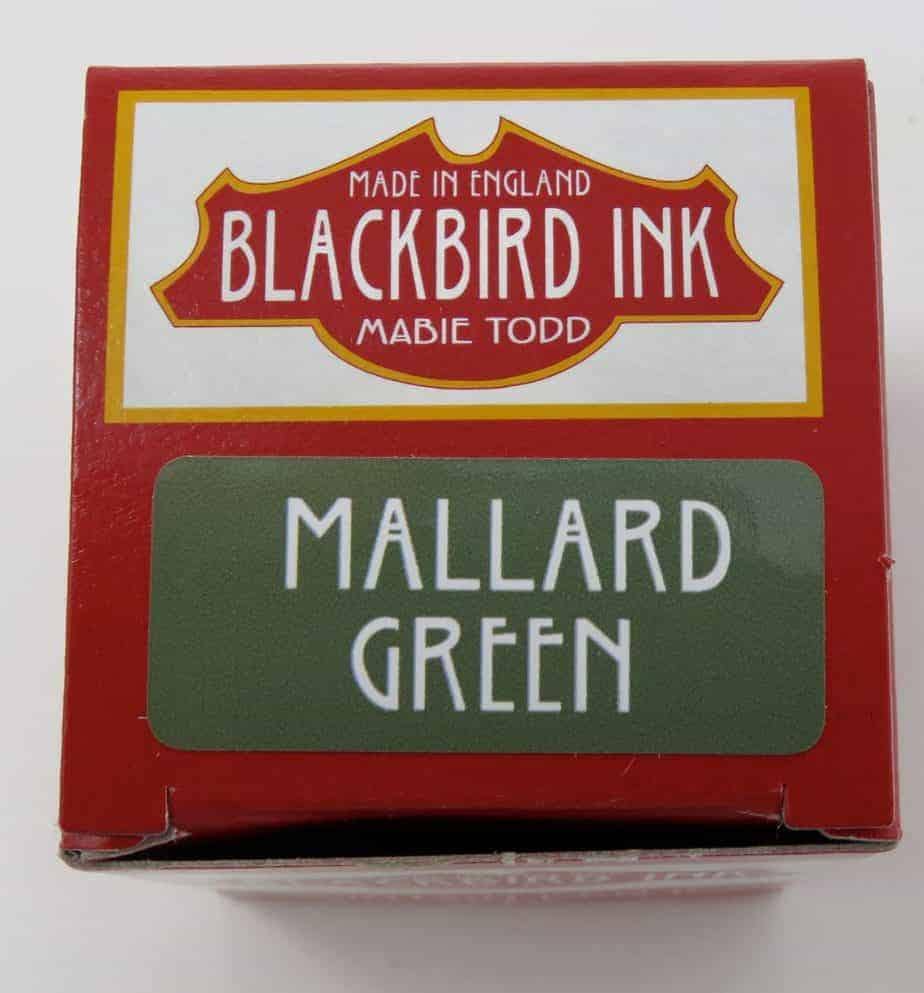 MADE IN ENGLAND
BLACKBIRD INK
MABIE TODD
MALLARD
GREEN